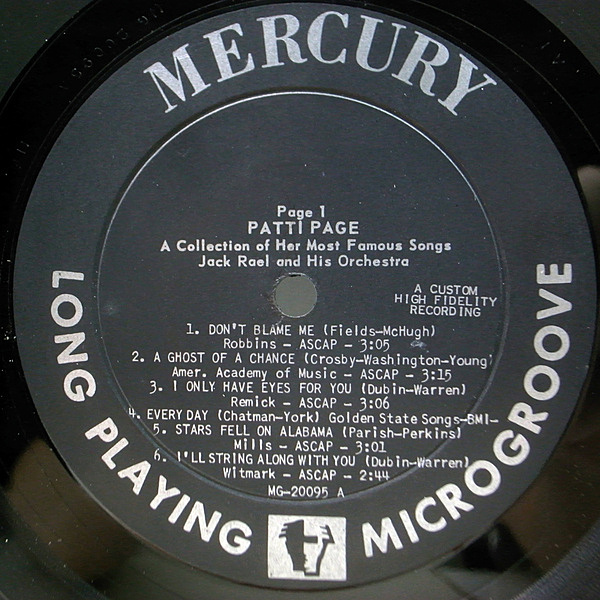 MERCURY
Page 1
PATTI PAGE
A Collection of Her Most Famous Songs
Jack Rael and His Orchestra
A CUSTOM
HIGH FIDELITY
RECORDING
1. DON'T BLAME ME (Fields-McHugh)
Robbins - ASCAP - 3:05
2. A GHOST OF A CHANCE (Crosby-Washington-Young)
Amer. Academy of Music - ASCAP - 3:15
3. I ONLY HAVE EYES FOR YOU (Dubin-Warren)
Remick - ASCAP - 3:06
4. EVERY DAY (Chatman-York) Golden State Songs-BMI-
5. STARS FELL ON ALABAMA (Parish-Perkins)
Mills - ASCAP - 3:01
6. I'LL STRING ALONG WITH YOU (Dubin-Warren)
Witmark - ASCAP - 2:44
MG-20095 A
LONG PLAYING MICROGROOVE